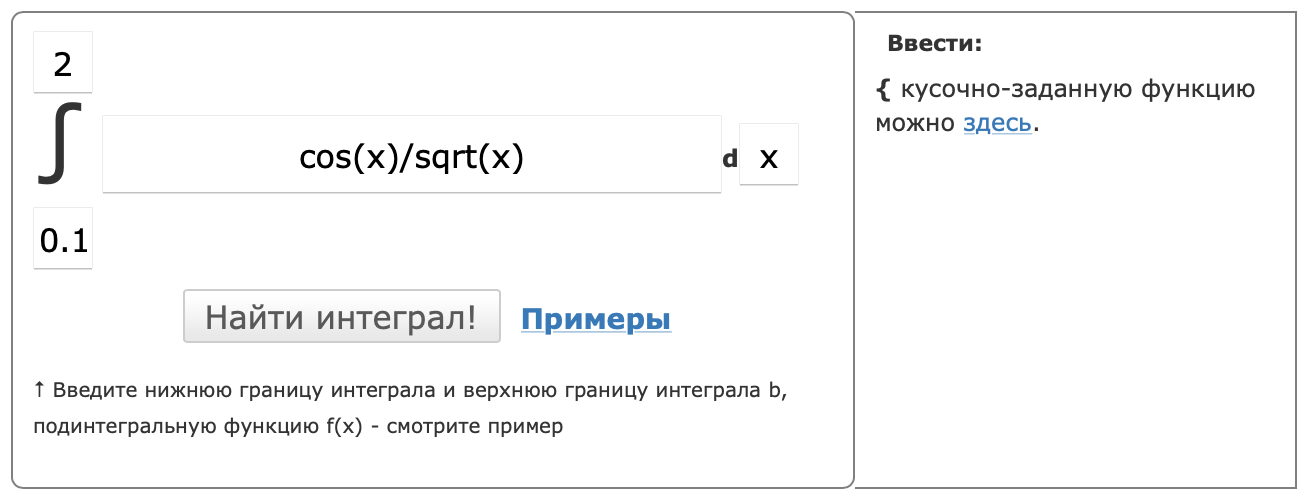 2
∫ cos(x)/sqrt(x) d x
0.1
Найти интеграл! Примеры
↑ Введите нижнюю границу интеграла и верхнюю границу интеграла b,
подинтегральную функцию f(x) - смотрите пример
Ввести:
{ кусочно-заданную функцию
можно здесь.